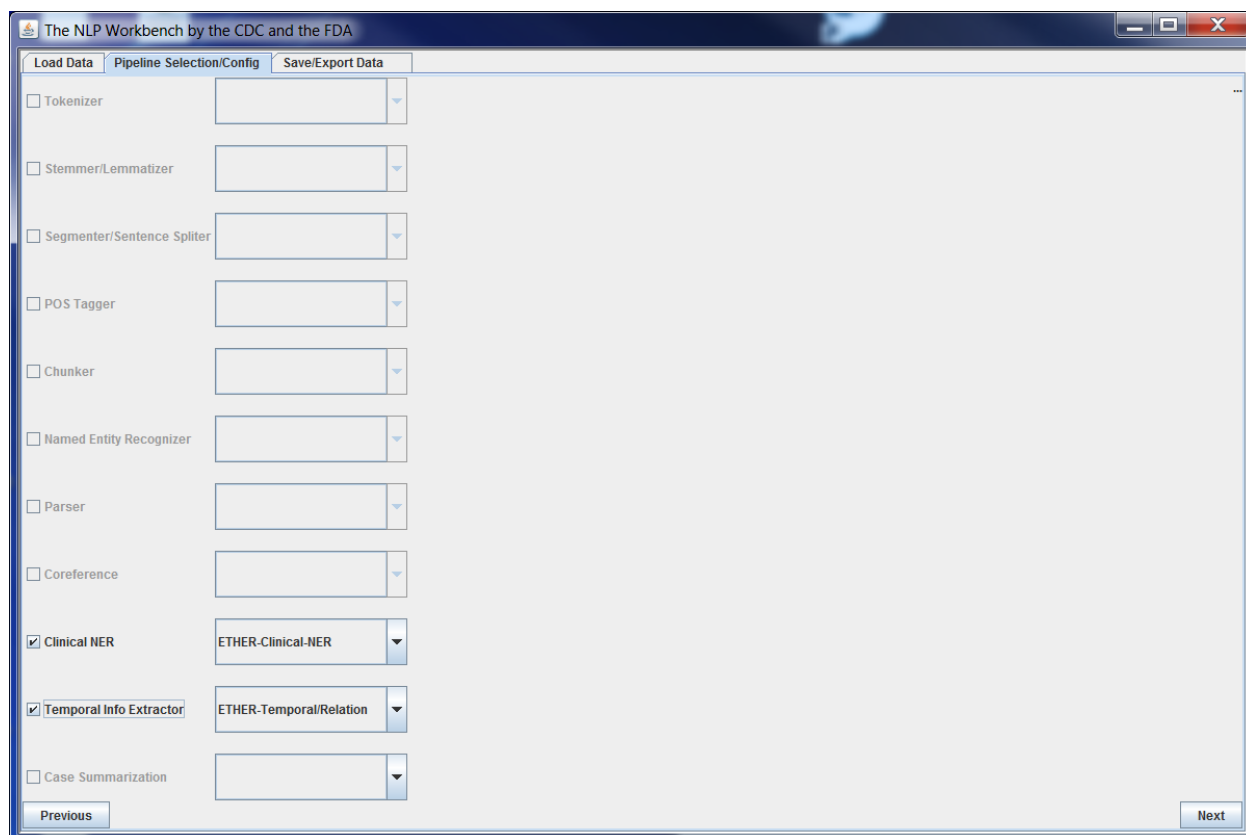 The NLP Workbench by the CDC and the FDA
Load Data Pipeline Selection/Config Save/Export Data
...
Tokenizer
Stemmer/Lemmatizer
Segmenter/Sentence Spliter
POS Tagger
Chunker
Named Entity Recognizer
Parser
Coreference
Clinical NER ETHER-Clinical-NER
Temporal Info Extractor ETHER-Temporal/Relation
Case Summarization
Previous Next